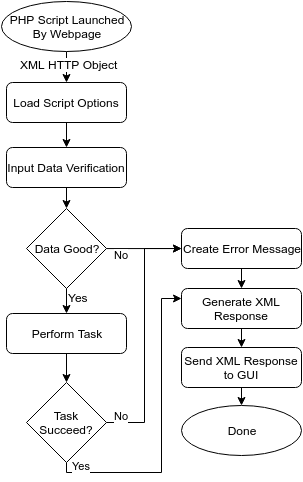 PHP Script Launched
By Webpage
XML HTTP Object
Load Script Options
Input Data Verification
Data Good?
No
Yes
Perform Task
Task
Succeed?
No
Yes
Create Error Message
Generate XML
Response
Send XML Response
to GUI
Done